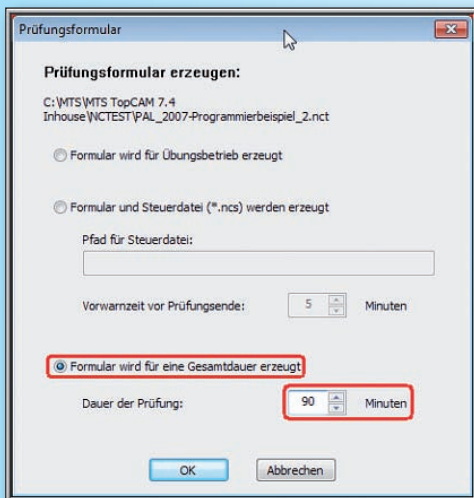 Prüfungsformular
Prüfungsformular erzeugen:
C:\MTS\MTS TopCAM 7.4
Inhouse\NCTEST\PAL_2007-Programmierbeispiel_2.nct
Formular wird für Übungsbetrieb erzeugt
Formular und Steuerdatei (*.ncs) werden erzeugt
Pfad für Steuerdatei:
Vorwarnzeit vor Prüfungsende: 5 Minuten
Formular wird für eine Gesamtdauer erzeugt
Dauer der Prüfung: 90 Minuten
OK Abbrechen